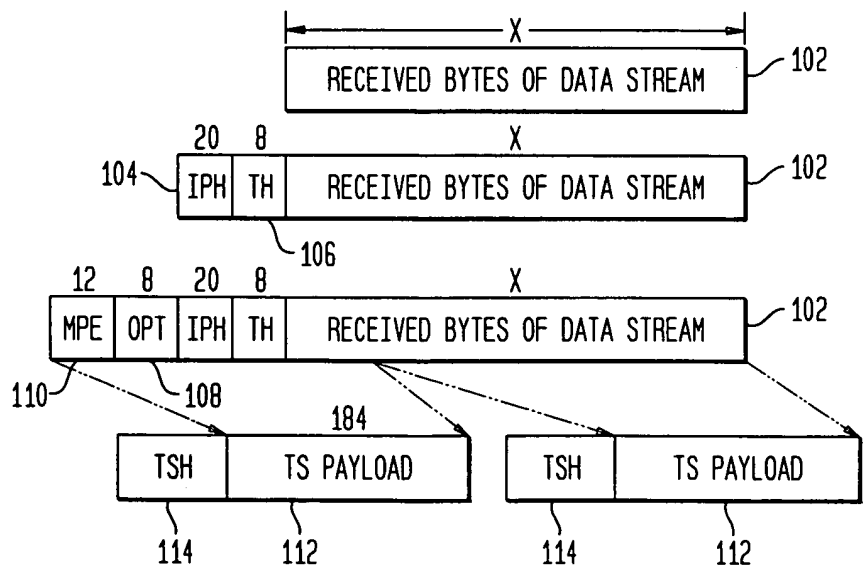 X
RECEIVED BYTES OF DATA STREAM 102
20 8 X
104 IPH TH RECEIVED BYTES OF DATA STREAM 102
106
12 8 20 8 X
MPE OPT IPH TH RECEIVED BYTES OF DATA STREAM 102
110 108
184
TSH TS PAYLOAD TSH TS PAYLOAD
114 112 114 112